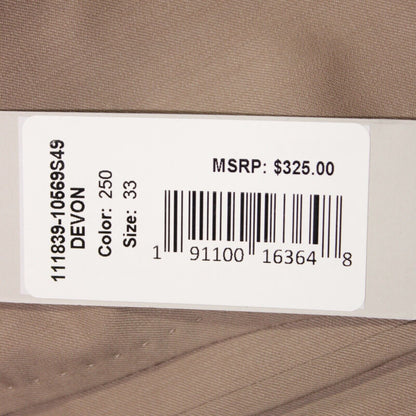 111839-10569S49
DEVON
Color: 250
Size: 33
MSRP: $325.00
1 91100 16364 8